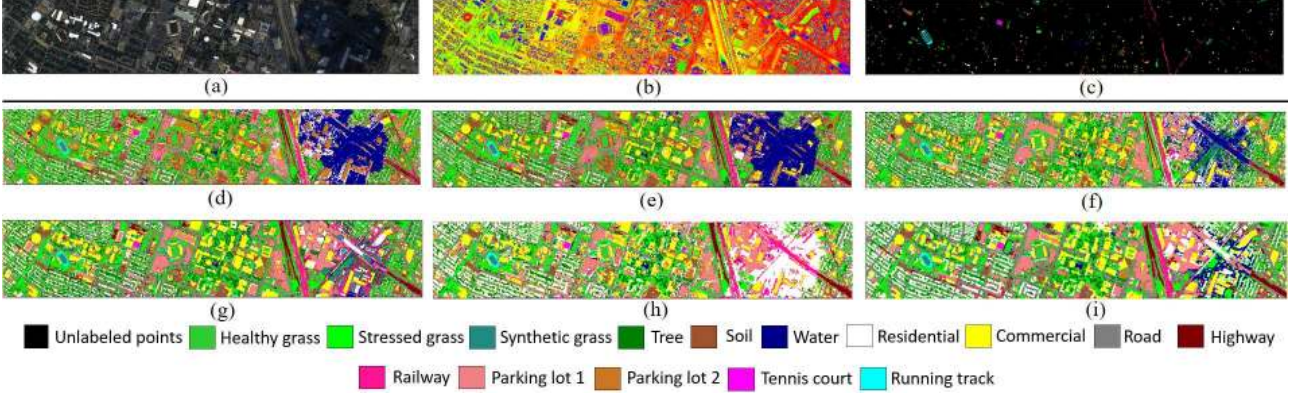 (a) (b) (c)
(d) (e) (f)
(g) (h) (i)
Unlabeled points Healthy grass Stressed grass Synthetic grass Tree Soil Water Residential Commercial Road Highway
Railway Parking lot 1 Parking lot 2 Tennis court Running track